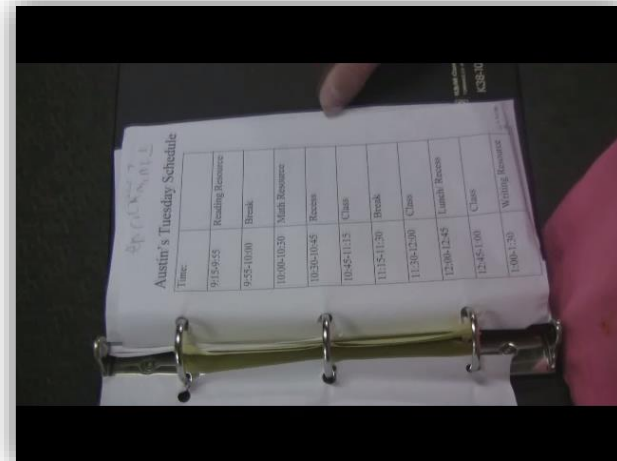 Austin's Tuesday Schedule
Time:
9:15-9:55 Reading Resource
9:55-10:00 Break
10:00-10:30 Math Resource
10:30-10:45 Recess
10:45-11:15 Class
11:15-11:30 Break
11:30-12:00 Class
12:00-12:45 Lunch/ Recess
12:45-1:00 Class
1:00-1:30 Writing Resource